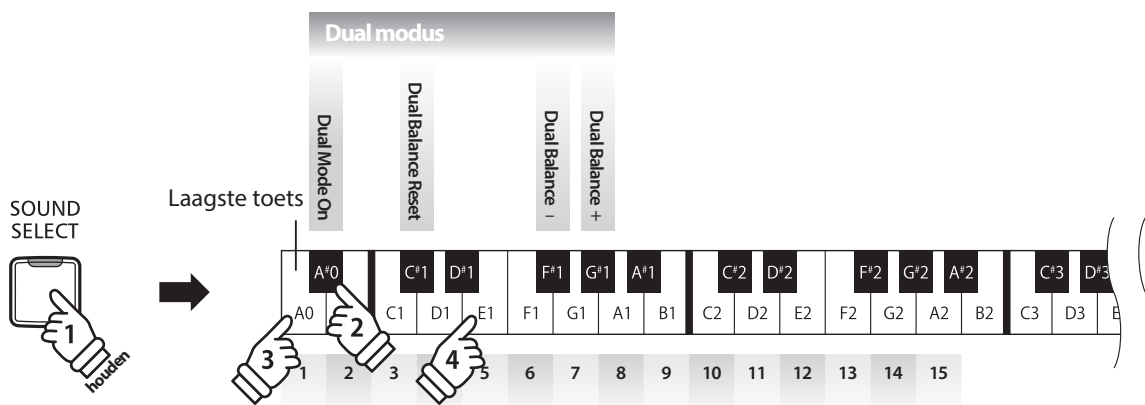 Dual modus
Dual Mode On
Dual Balance Reset
Dual Balance −
Dual Balance +
Laagste toets
SOUND
SELECT
A#0 C#1 D#1 F#1 G#1 A#1 C#2 D#2 F#2 G#2 A#2 C#3 D#3
A0 C1 D1 E1 F1 G1 A1 B1 C2 D2 E2 F2 G2 A2 B2 C3 D3
1 2 3 4
houden
1 2 3 5 6 7 8 9 10 11 12 13 14 15